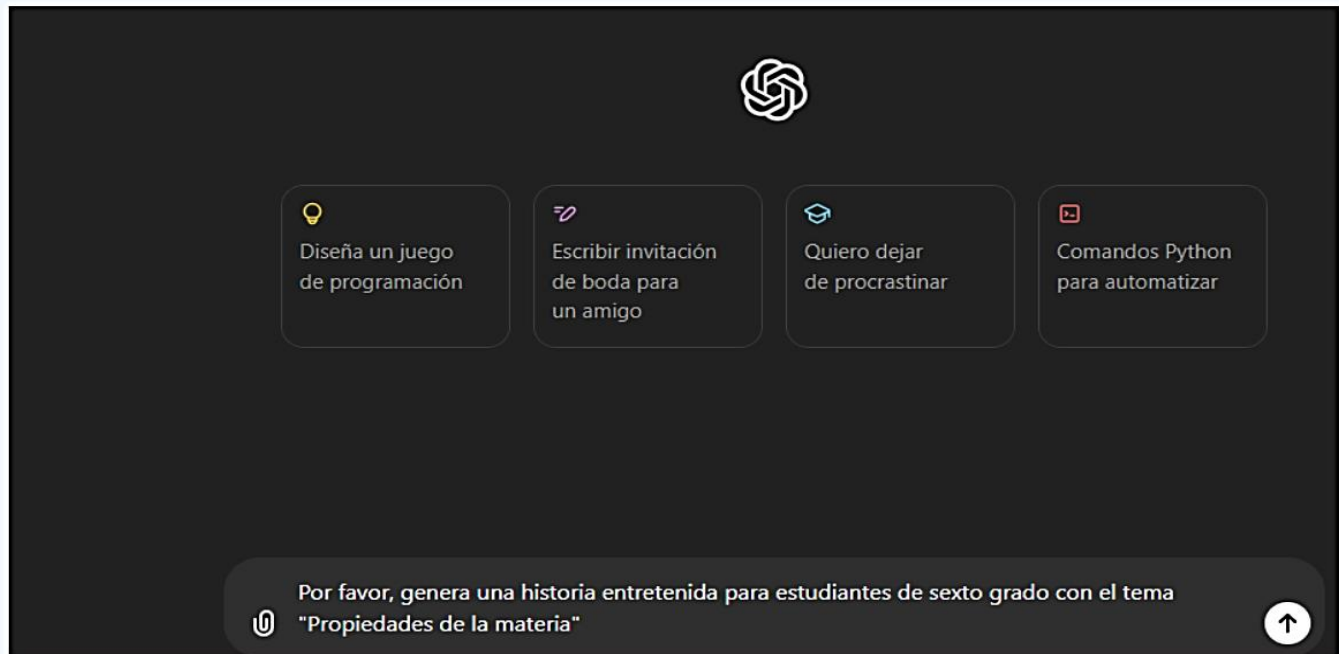 Diseña un juego
de programación
Escribir invitación
de boda para
un amigo
Quiero dejar
de procrastinar
Comandos Python
para automatizar
Por favor, genera una historia entretenida para estudiantes de sexto grado con el tema
"Propiedades de la materia"